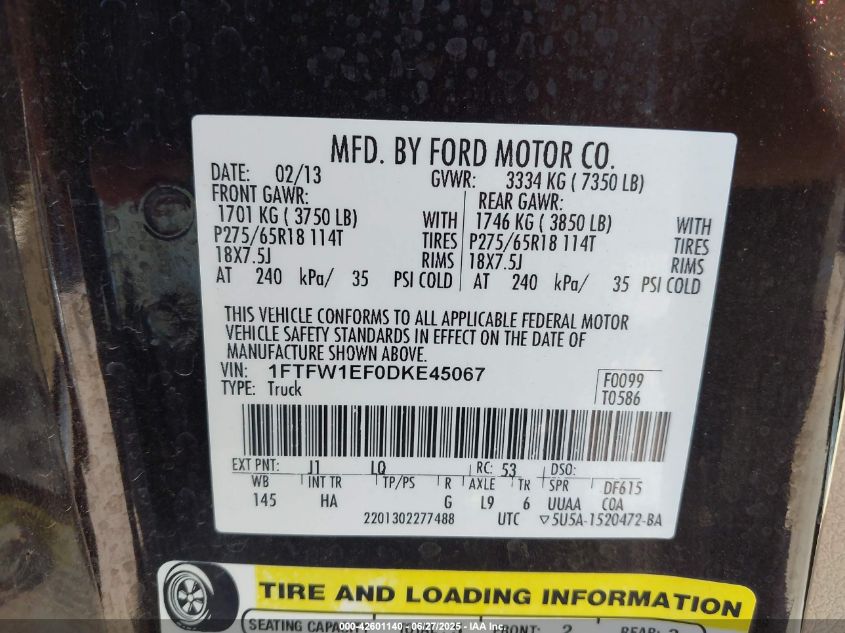 MFD. BY FORD MOTOR CO.
DATE: 02/13 GVWR: 3334 KG ( 7350 LB)
FRONT GAWR: REAR GAWR:
1701 KG ( 3750 LB) WITH 1746 KG ( 3850 LB) WITH
P275/65R18 114T TIRES P275/65R18 114T TIRES
18X7.5J RIMS 18X7.5J RIMS
AT 240 kPa/ 35 PSI COLD AT 240 kPa/ 35 PSI COLD
THIS VEHICLE CONFORMS TO ALL APPLICABLE FEDERAL MOTOR
VEHICLE SAFETY STANDARDS IN EFFECT ON THE DATE OF
MANUFACTURE SHOWN ABOVE.
VIN: 1FTFW1EF0DKE45067 F0099
TYPE: Truck T0586
EXT PNT: J1 LQ RC: 53 DSO:
WB INT TR TP/PS R AXLE TR SPR DF615
145 HA G L9 6 UUAA COA
2201302277488 UTC ▽5U5A-1520472-BA
TIRE AND LOADING INFORMATION
SEATING FRONT: 2 REAR:
000-42601140 - 06/27/2025 - IAA Inc.